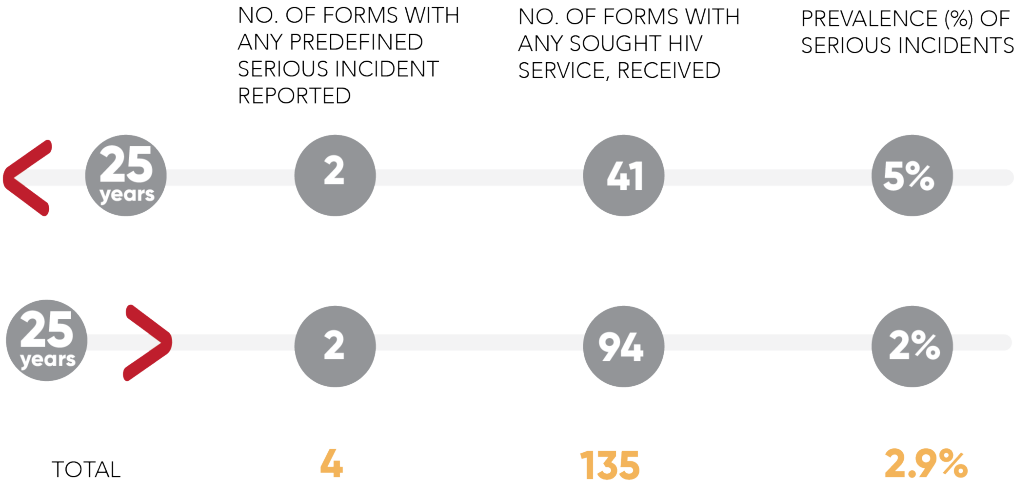 NO. OF FORMS WITH
ANY PREDEFINED
SERIOUS INCIDENT
REPORTED
NO. OF FORMS WITH
ANY SOUGHT HIV
SERVICE, RECEIVED
PREVALENCE (%) OF
SERIOUS INCIDENTS
< 25 years 2 41 5%
25 years > 2 94 2%
TOTAL 4 135 2.9%